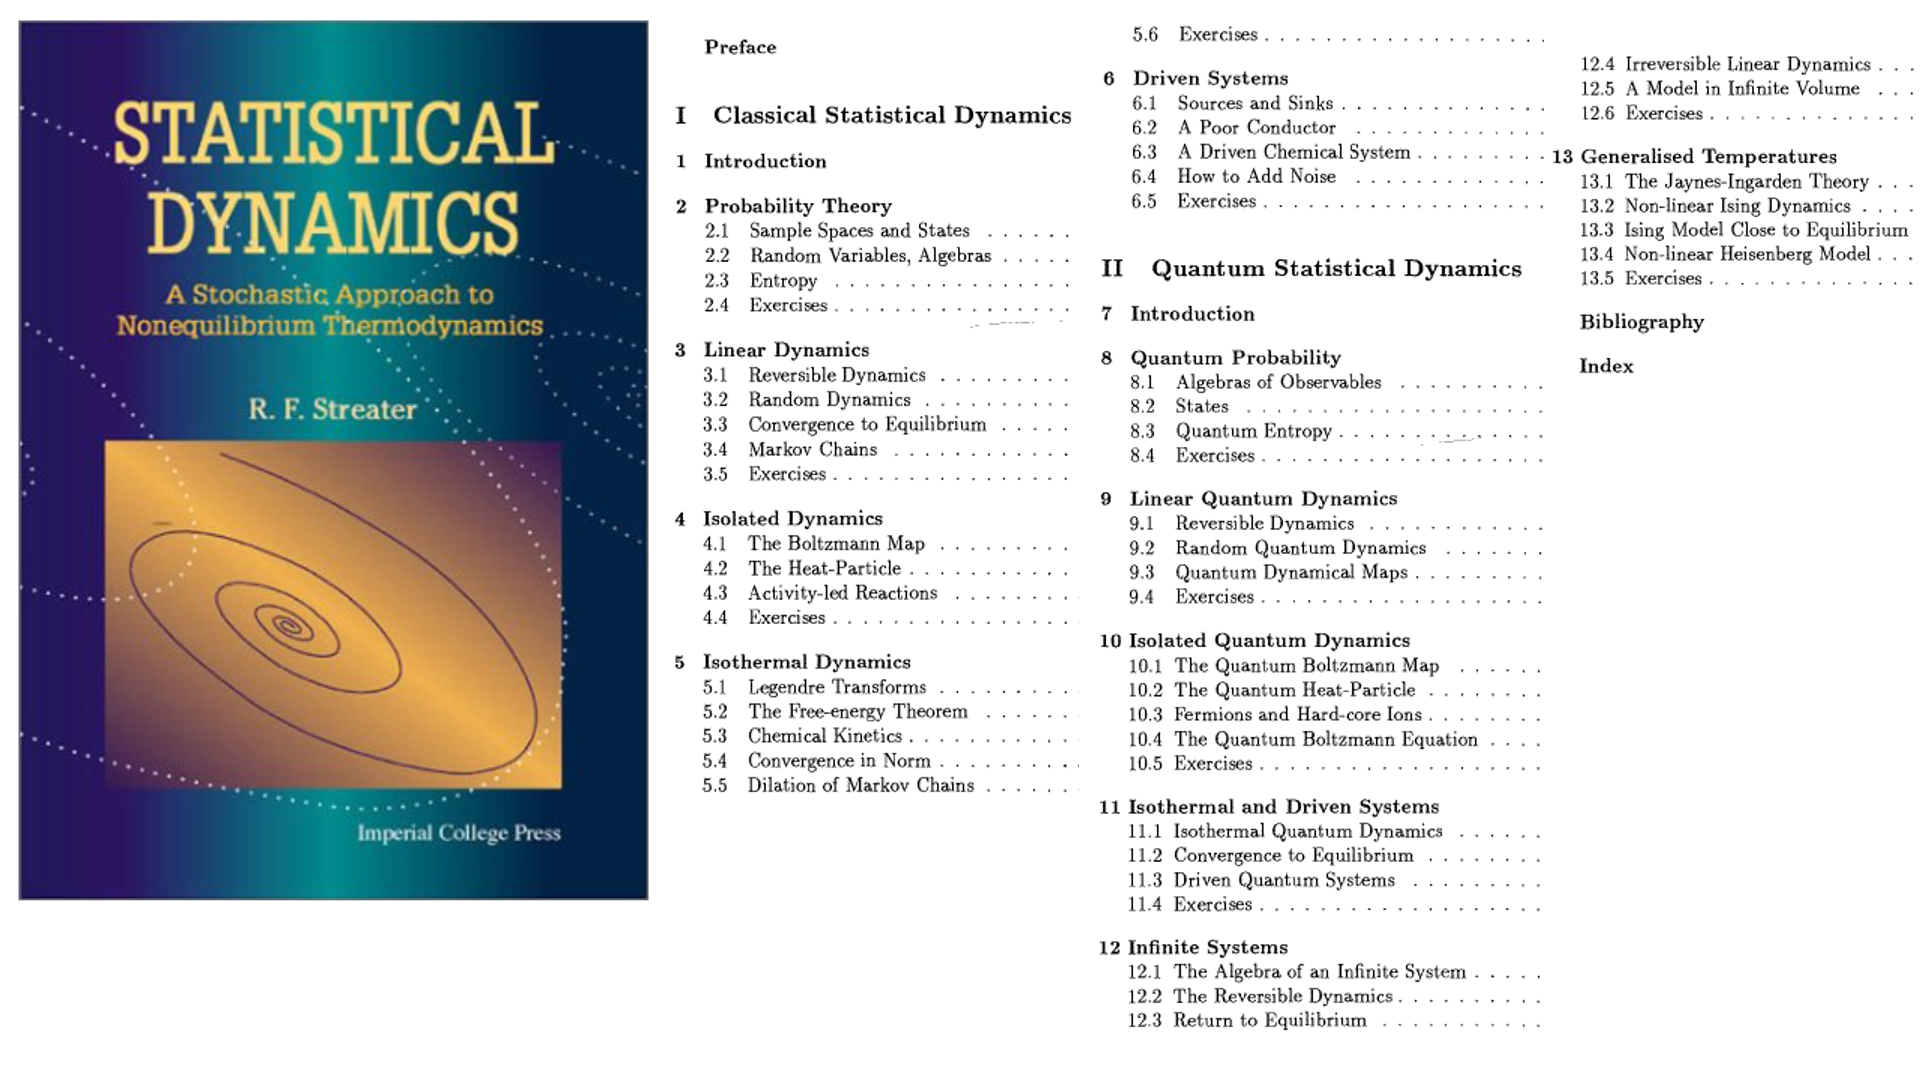 STATISTICAL
DYNAMICS
A Stochastic Approach to
Nonequilibrium Thermodynamics
R. F. Streater
Imperial College Press
Preface
I Classical Statistical Dynamics
1 Introduction
2 Probability Theory
2.1 Sample Spaces and States . . . . . .
2.2 Random Variables, Algebras . . . . .
2.3 Entropy . . . . . . . . . . . . . . . .
2.4 Exercises . . . . . . . . . . . . . . . .
3 Linear Dynamics
3.1 Reversible Dynamics . . . . . . . . .
3.2 Random Dynamics . . . . . . . . . .
3.3 Convergence to Equilibrium . . . . .
3.4 Markov Chains . . . . . . . . . . . .
3.5 Exercises . . . . . . . . . . . . . . . .
4 Isolated Dynamics
4.1 The Boltzmann Map . . . . . . . . .
4.2 The Heat-Particle . . . . . . . . . . .
4.3 Activity-led Reactions . . . . . . . .
4.4 Exercises . . . . . . . . . . . . . . . .
5 Isothermal Dynamics
5.1 Legendre Transforms . . . . . . . . .
5.2 The Free-energy Theorem . . . . . .
5.3 Chemical Kinetics . . . . . . . . . . .
5.4 Convergence in Norm . . . . . . . . .
5.5 Dilation of Markov Chains . . . . . .
5.6 Exercises . . . . . . . . . . . . . . . . . .
6 Driven Systems
6.1 Sources and Sinks . . . . . . . . . . . . . .
6.2 A Poor Conductor . . . . . . . . . . . . .
6.3 A Driven Chemical System . . . . . . . . .
6.4 How to Add Noise . . . . . . . . . . . . .
6.5 Exercises . . . . . . . . . . . . . . . . . .
II Quantum Statistical Dynamics
7 Introduction
8 Quantum Probability
8.1 Algebras of Observables . . . . . . . . . .
8.2 States . . . . . . . . . . . . . . . . . . . .
8.3 Quantum Entropy . . . . . . . . . . . . . .
8.4 Exercises . . . . . . . . . . . . . . . . . . .
9 Linear Quantum Dynamics
9.1 Reversible Dynamics . . . . . . . . . . . .
9.2 Random Quantum Dynamics . . . . . . .
9.3 Quantum Dynamical Maps . . . . . . . . .
9.4 Exercises . . . . . . . . . . . . . . . . . . .
10 Isolated Quantum Dynamics
10.1 The Quantum Boltzmann Map . . . . . .
10.2 The Quantum Heat-Particle . . . . . . . .
10.3 Fermions and Hard-core Ions . . . . . . . .
10.4 The Quantum Boltzmann Equation . . . .
10.5 Exercises . . . . . . . . . . . . . . . . . . .
11 Isothermal and Driven Systems
11.1 Isothermal Quantum Dynamics . . . . . .
11.2 Convergence to Equilibrium . . . . . . . .
11.3 Driven Quantum Systems . . . . . . . . .
11.4 Exercises . . . . . . . . . . . . . . . . . . .
12 Infinite Systems
12.1 The Algebra of an Infinite System . . . . .
12.2 The Reversible Dynamics . . . . . . . . . .
12.3 Return to Equilibrium . . . . . . . . . . .
12.4 Irreversible Linear Dynamics . . .
12.5 A Model in Infinite Volume . . .
12.6 Exercises . . . . . . . . . . . . . .
13 Generalised Temperatures
13.1 The Jaynes-Ingarden Theory . . .
13.2 Non-linear Ising Dynamics . . . .
13.3 Ising Model Close to Equilibrium
13.4 Non-linear Heisenberg Model . . .
13.5 Exercises . . . . . . . . . . . . . .
Bibliography
Index